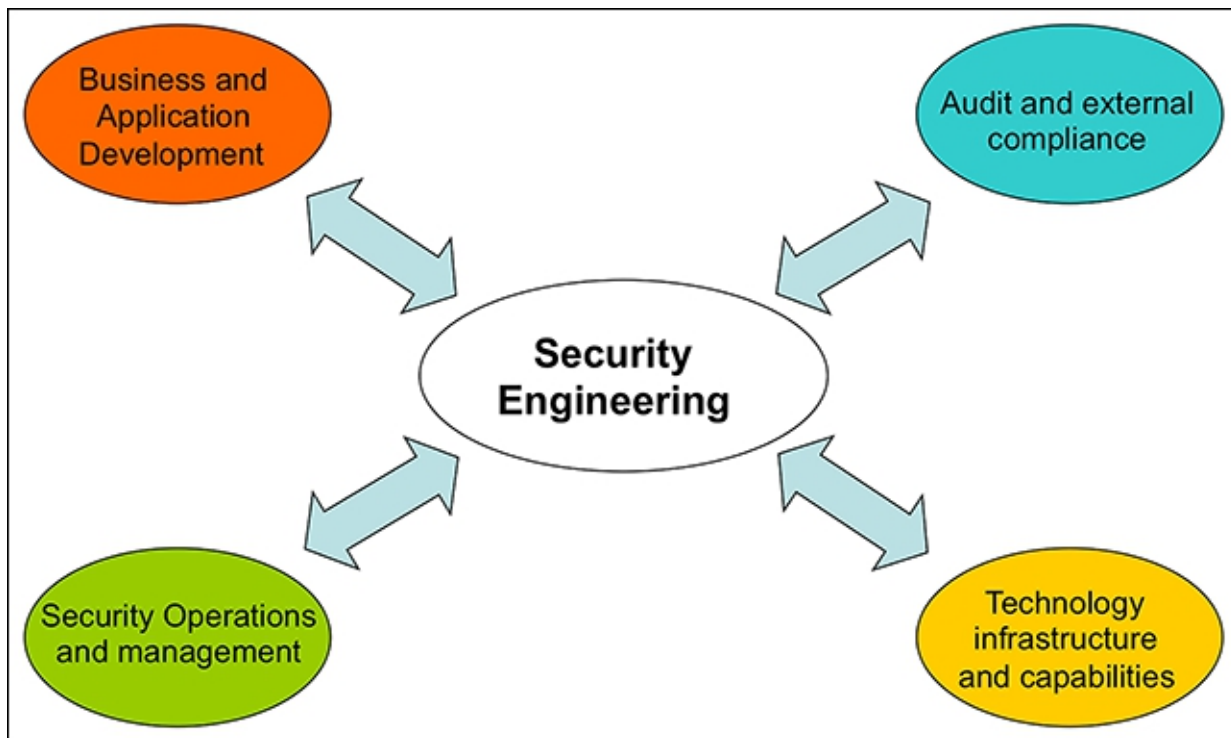 Business and
Application
Development
Audit and external
compliance
Security
Engineering
Security Operations
and management
Technology
infrastructure
and capabilities